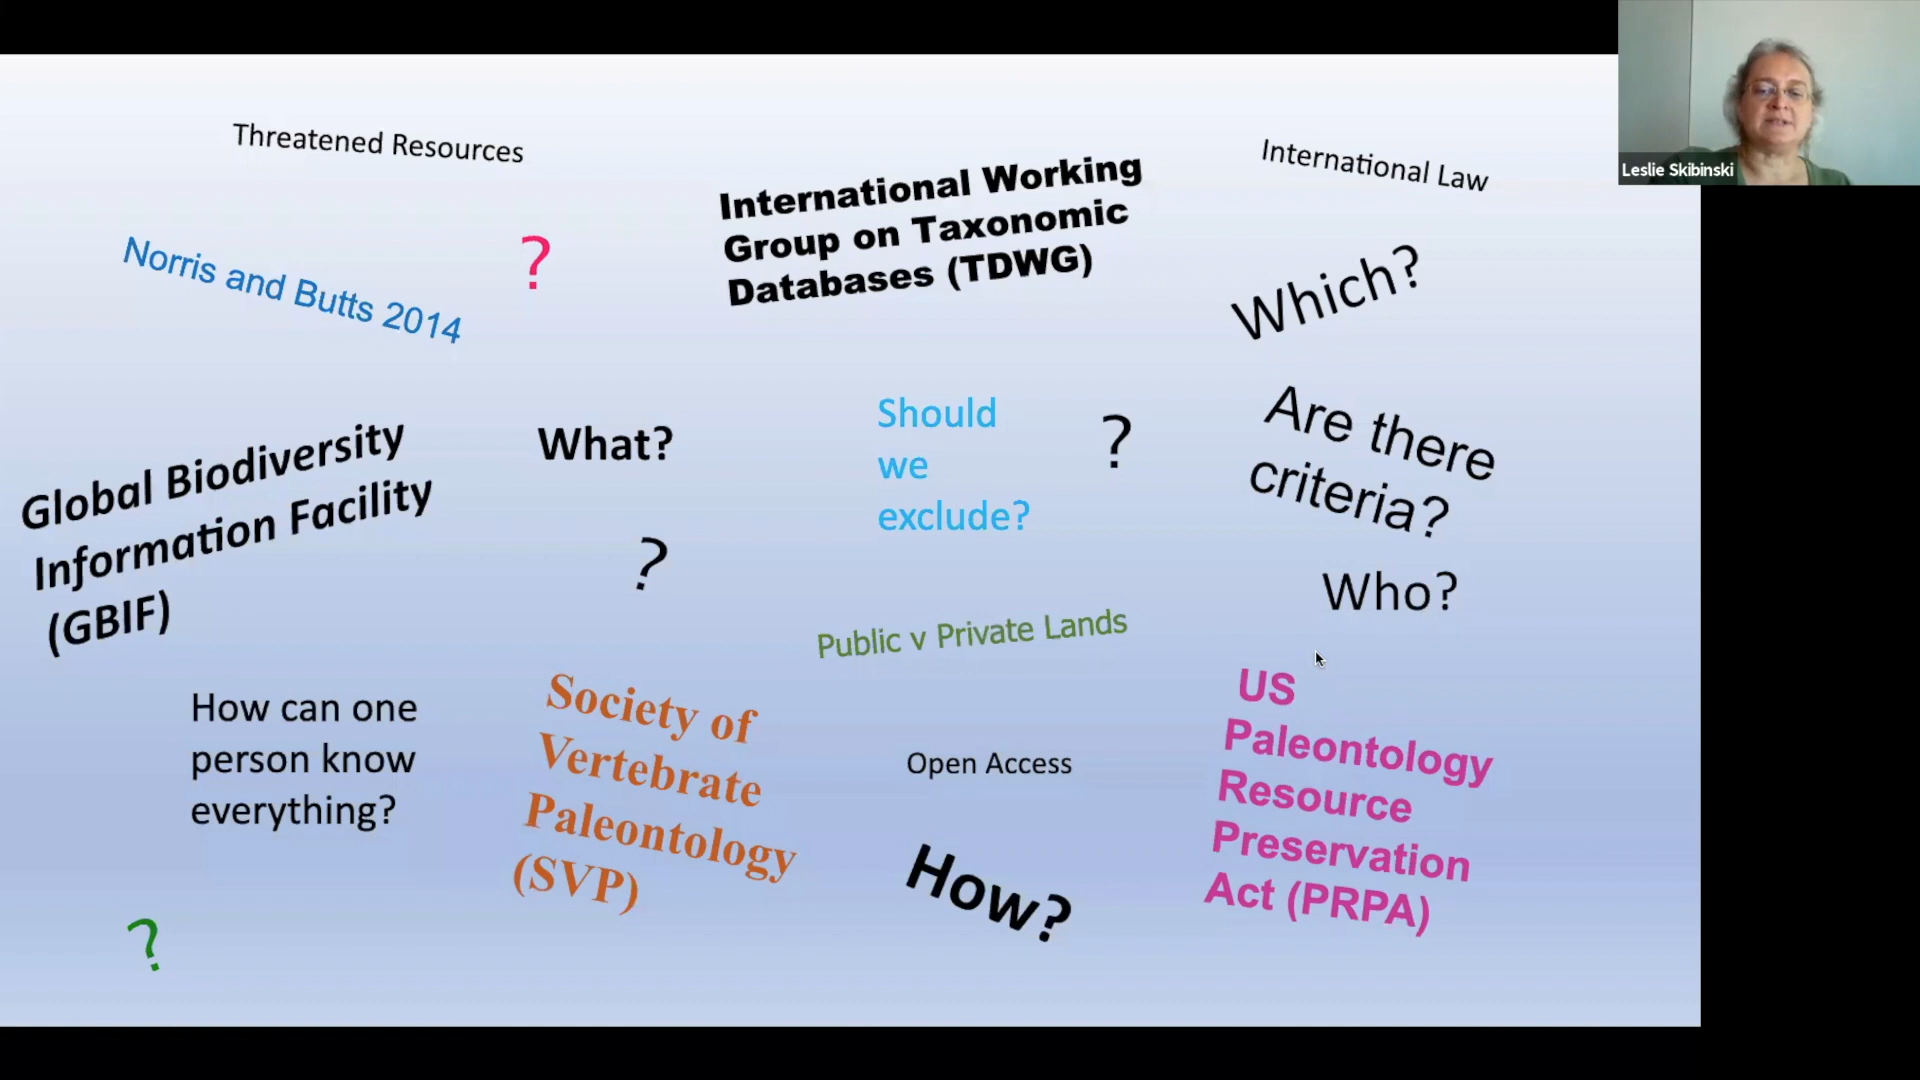 Threatened Resources
International Working
Group on Taxonomic
Databases (TDWG)
International Law
Leslie Skibinski
Norris and Butts 2014
?
Which?
Global Biodiversity
Information Facility
(GBIF)
What?
Should
we
exclude?
?
Are there
criteria?
?
Who?
Public v Private Lands
How can one
person know
everything?
Society of
Vertebrate
Paleontology
(SVP)
Open Access
US
Paleontology
Resource
Preservation
Act (PRPA)
How?
?